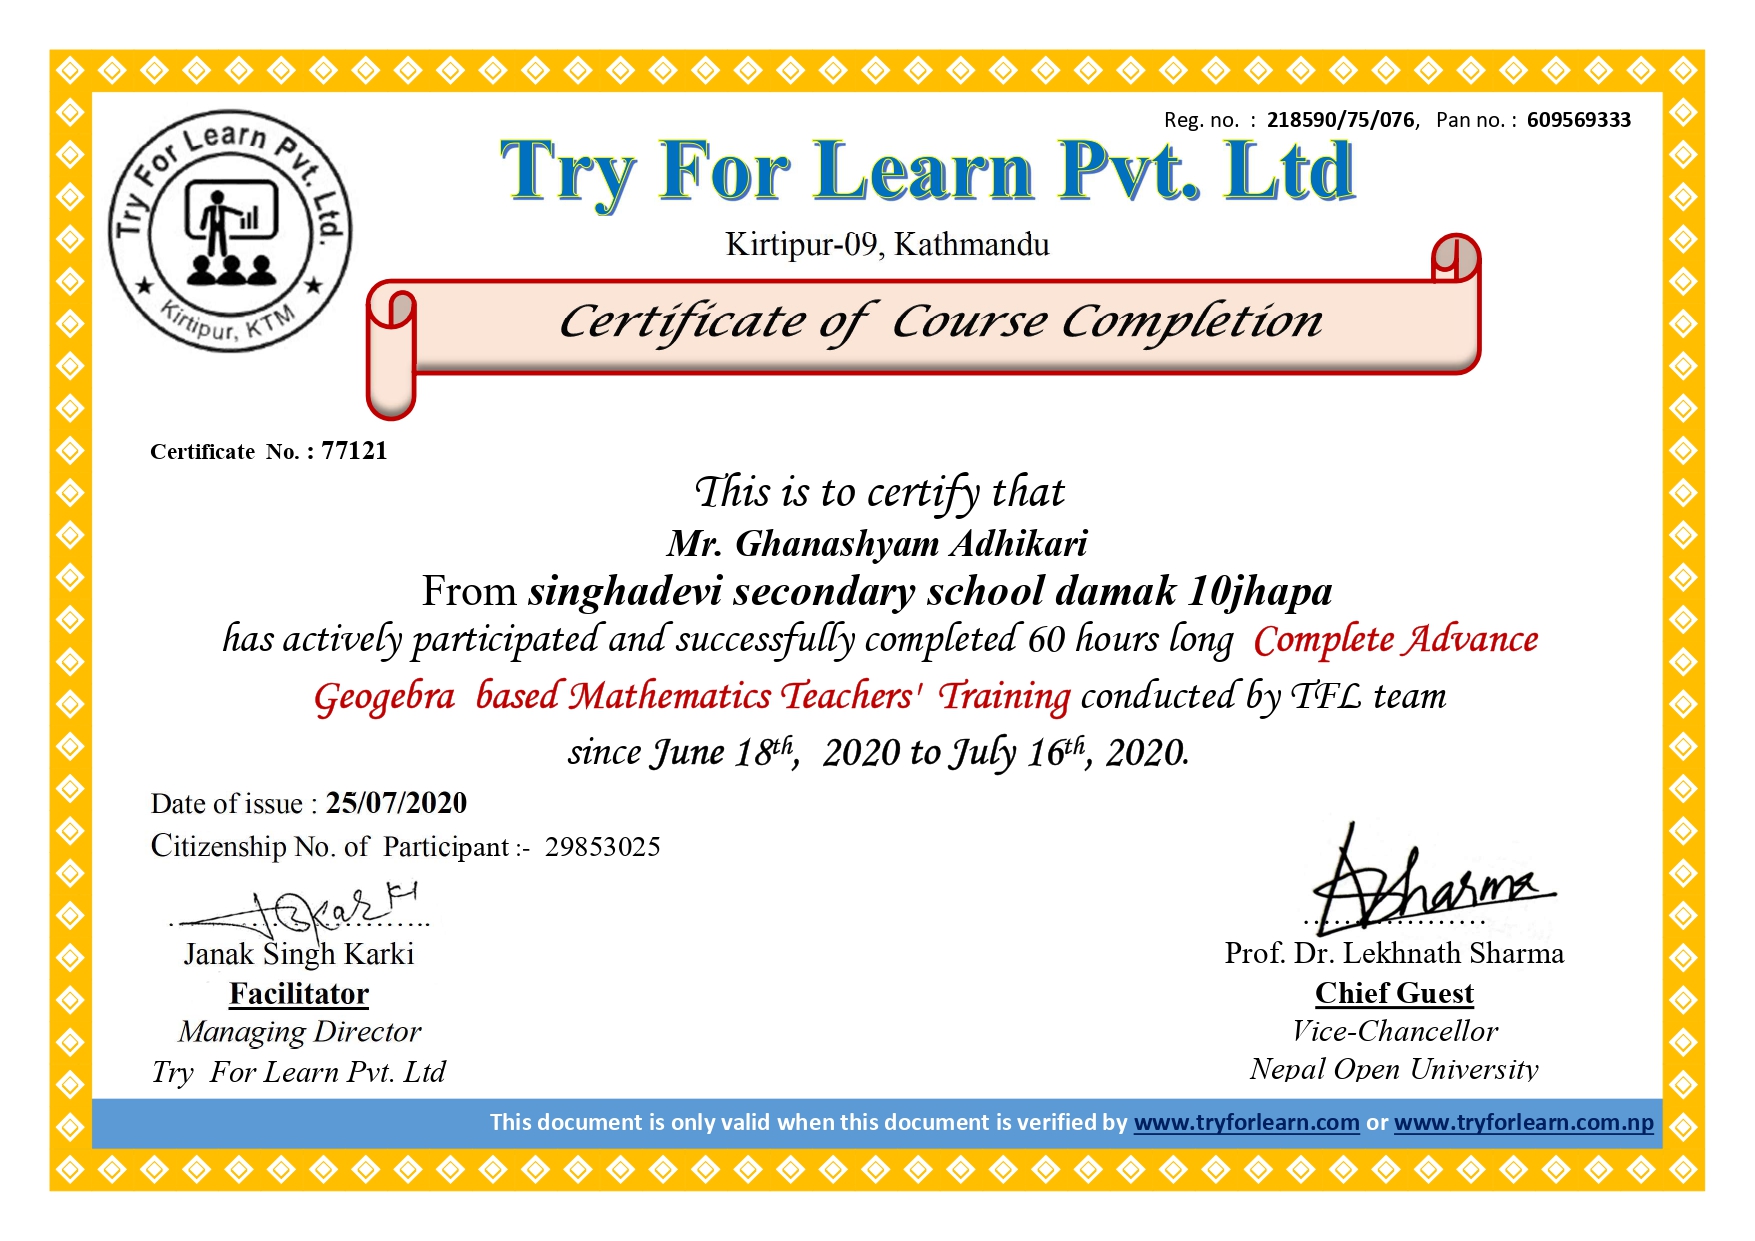 Reg. no. : 218590/75/076, Pan no. : 609569333
Try For Learn Pvt. Ltd.
Kirtipur, KTM
Try For Learn Pvt. Ltd
Kirtipur-09, Kathmandu
Certificate of Course Completion
Certificate No. : 77121
This is to certify that
Mr. Ghanashyam Adhikari
From singhadevi secondary school damak 10jhapa
has actively participated and successfully completed 60 hours long Complete Advance
Geogebra based Mathematics Teachers' Training conducted by TFL team
since June 18th, 2020 to July 16th, 2020.
Date of issue : 25/07/2020
Citizenship No. of Participant :- 29853025
Janak Singh Karki
Facilitator
Managing Director
Try For Learn Pvt. Ltd
Prof. Dr. Lekhnath Sharma
Chief Guest
Vice-Chancellor
Nepal Open University
This document is only valid when this document is verified by www.tryforlearn.com or www.tryforlearn.com.np